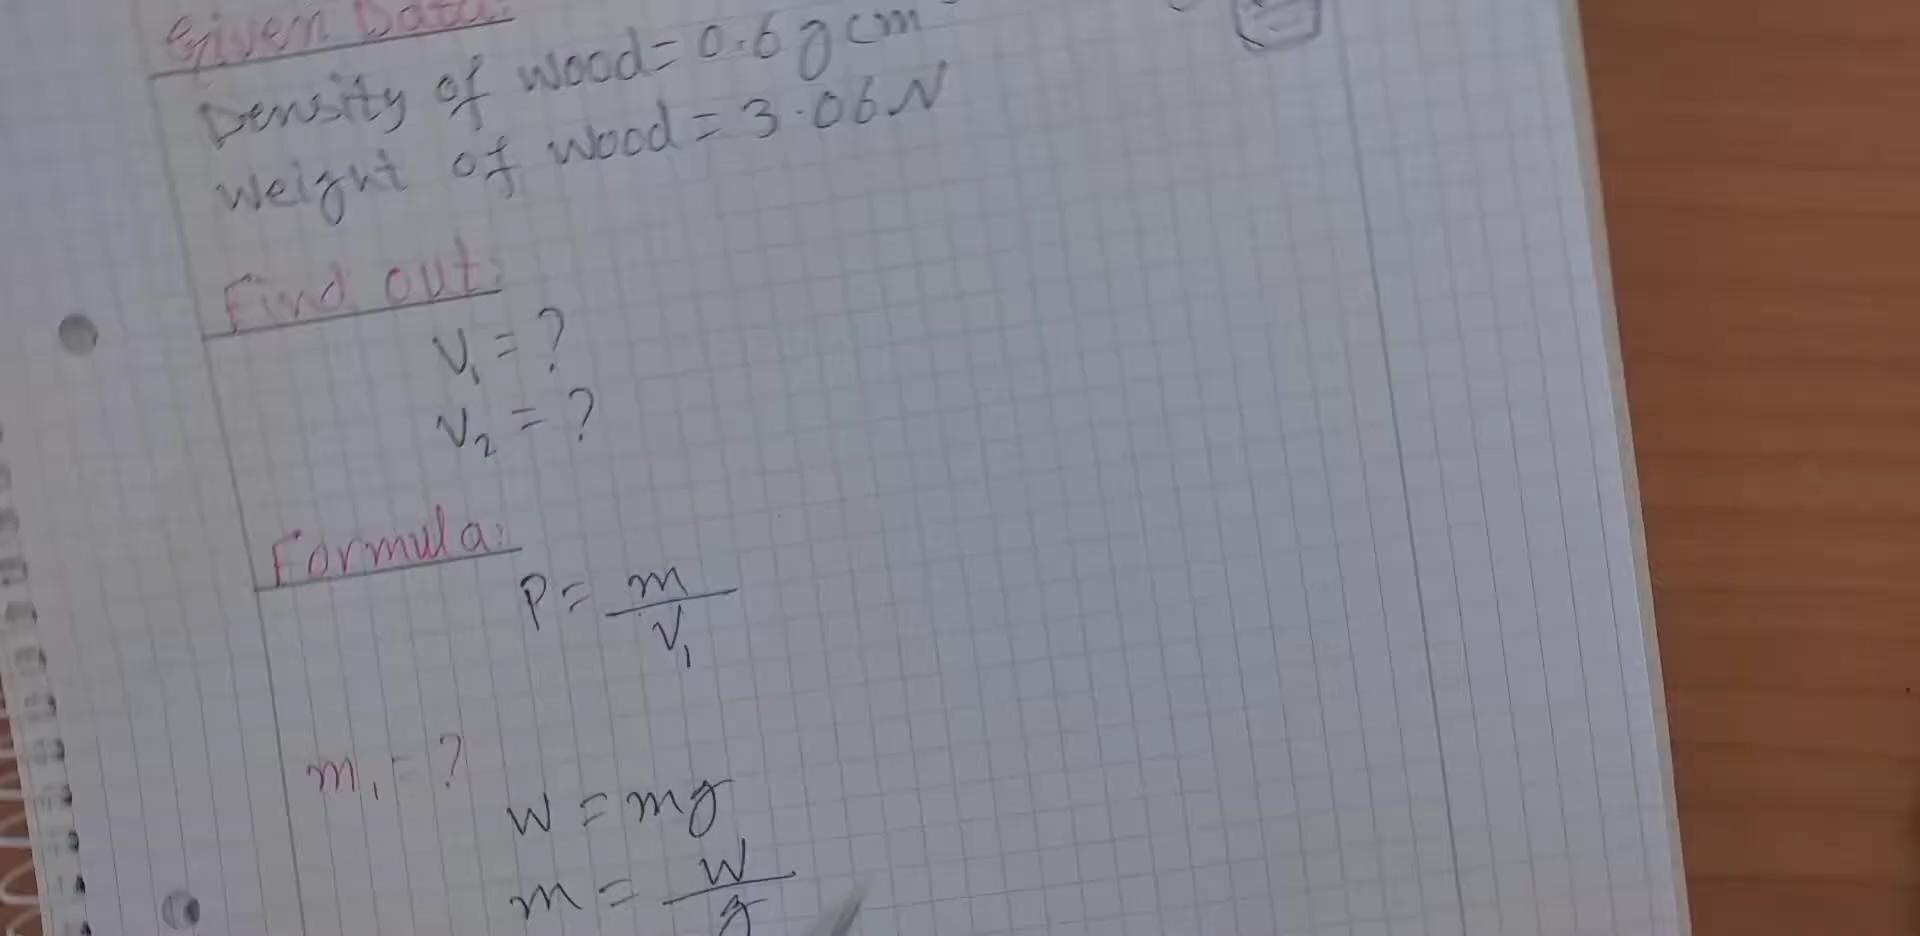 Given Data:
Density of wood = 0.6 g cm
Weight of wood = 3.06 N
Find out:
V₁ = ?
V₂ = ?
Formula:
P = m / V₁
m₁ = ?
W = mg
m = W / g